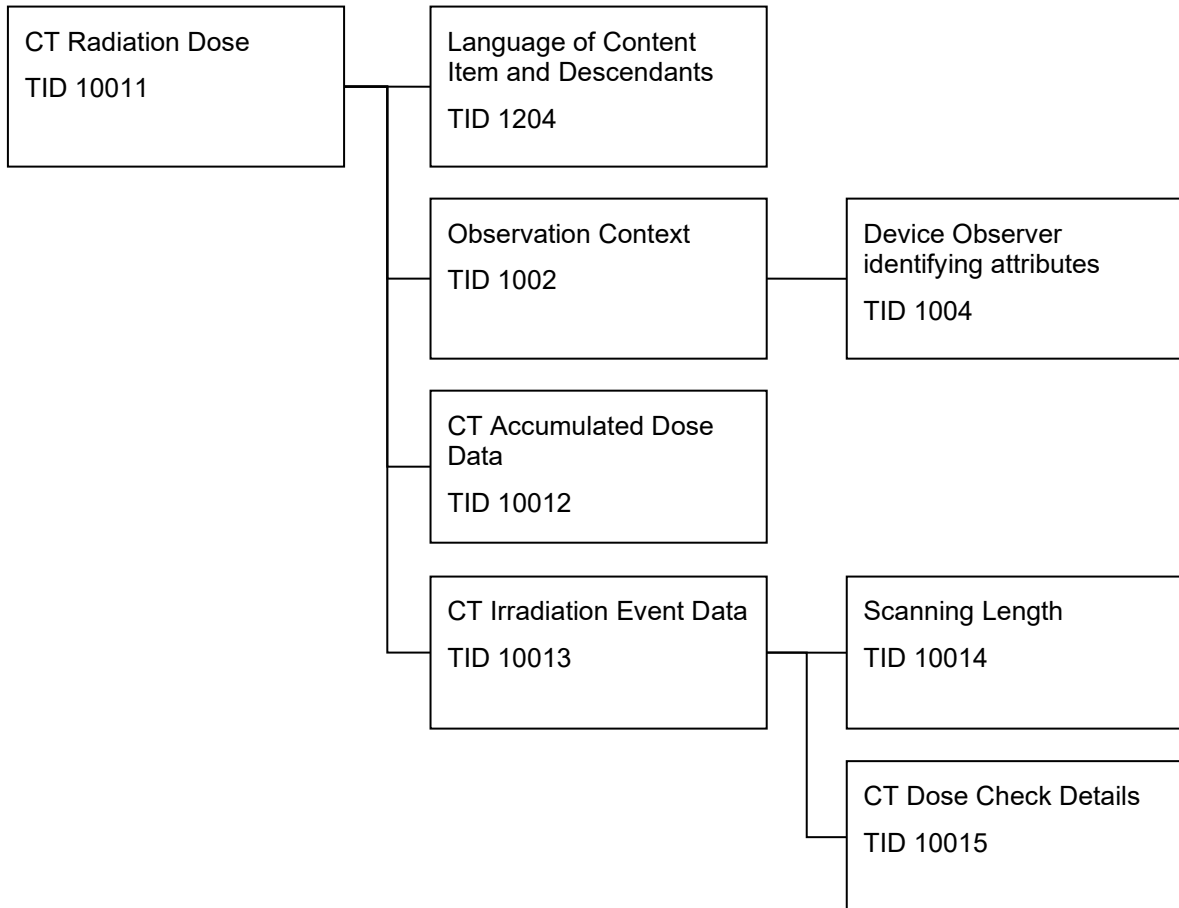 CT Radiation Dose
TID 10011
Language of Content
Item and Descendants
TID 1204
Observation Context
TID 1002
Device Observer
identifying attributes
TID 1004
CT Accumulated Dose
Data
TID 10012
CT Irradiation Event Data
TID 10013
Scanning Length
TID 10014
CT Dose Check Details
TID 10015